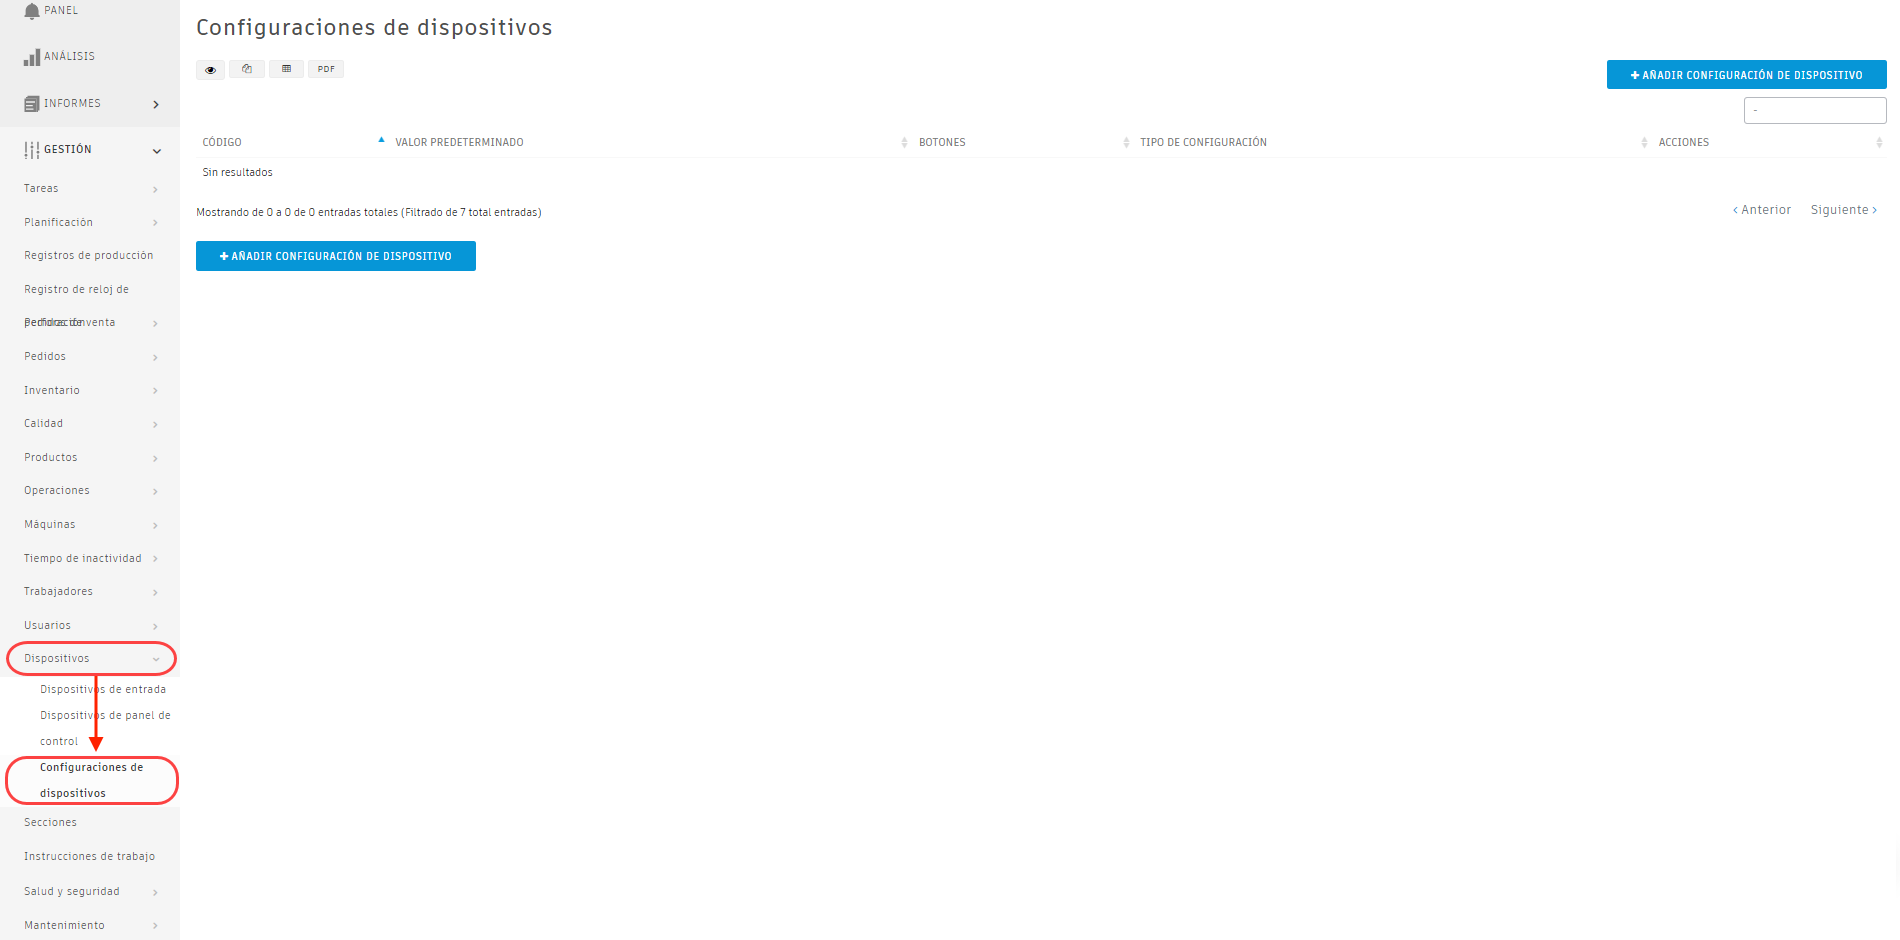 PANEL
ANÁLISIS
INFORMES
GESTIÓN
Tareas
Planificación
Registros de producción
Registro de reloj de
perforación
Pedidos de venta
Pedidos
Inventario
Calidad
Productos
Operaciones
Máquinas
Tiempo de inactividad
Trabajadores
Usuarios
Dispositivos
Dispositivos de entrada
Dispositivos de panel de
control
Configuraciones de
dispositivos
Secciones
Instrucciones de trabajo
Salud y seguridad
Mantenimiento
Configuraciones de dispositivos
PDF
AÑADIR CONFIGURACIÓN DE DISPOSITIVO
-
CÓDIGO VALOR PREDETERMINADO BOTONES TIPO DE CONFIGURACIÓN ACCIONES
Sin resultados
Mostrando de 0 a 0 de 0 entradas totales (Filtrado de 7 total entradas)
‹ Anterior Siguiente ›
AÑADIR CONFIGURACIÓN DE DISPOSITIVO